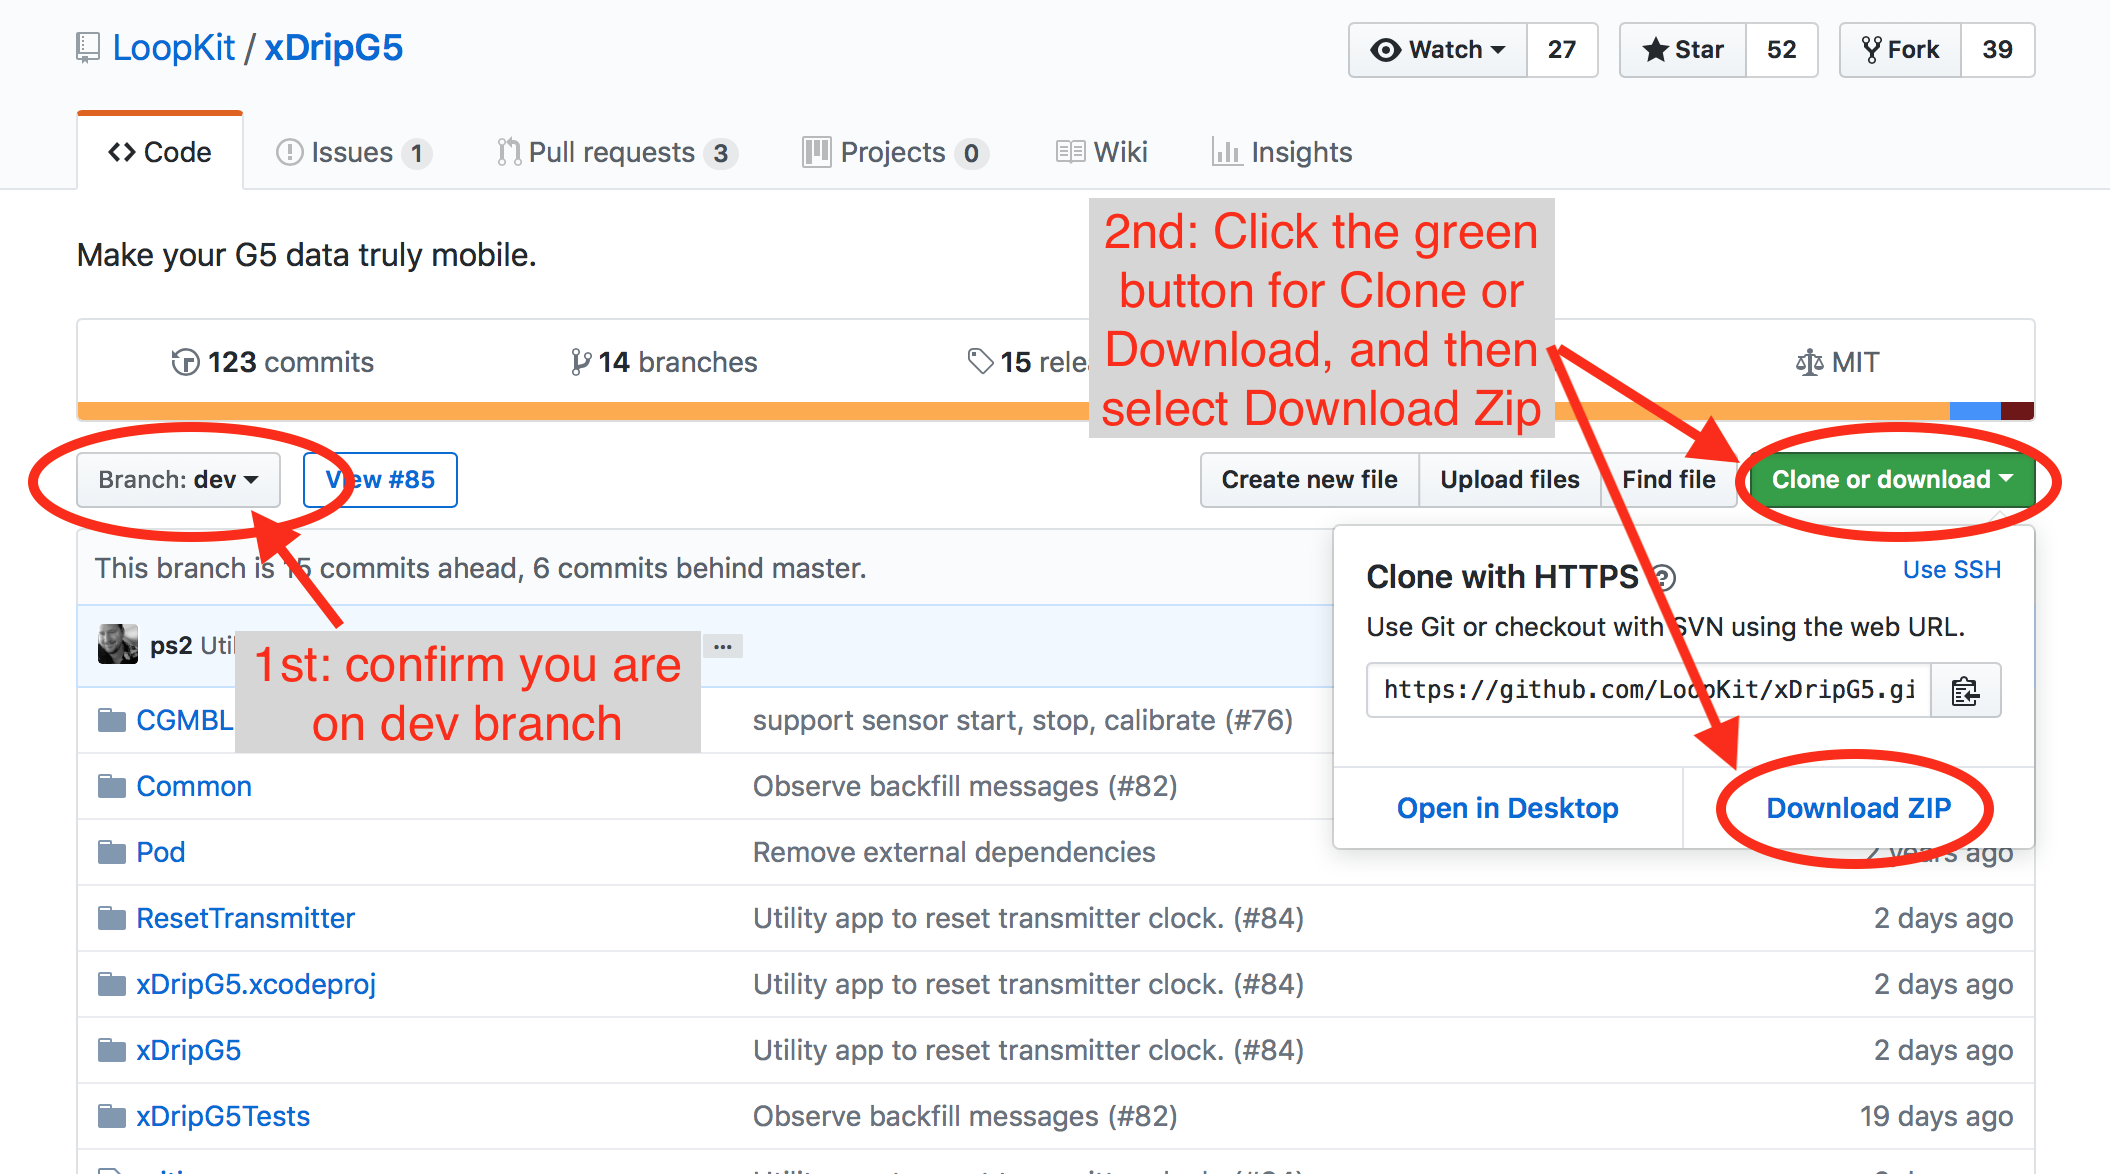 LoopKit / xDripG5
Watch 27 Star 52 Fork 39
Code Issues 1 Pull requests 3 Projects 0 Wiki Insights
Make your G5 data truly mobile.
2nd: Click the green
button for Clone or
Download, and then
select Download Zip
123 commits 14 branches 15 MIT
Branch: dev View #85 Create new file Upload files Find file Clone or download
This branch is 15 commits ahead, 6 commits behind master.
Clone with HTTPS ? Use SSH
Use Git or checkout with SVN using the web URL.
https://github.com/LoopKit/xDripG5.gi
Open in Desktop Download ZIP
ps2 …
1st: confirm you are
on dev branch
CGMBL support sensor start, stop, calibrate (#76)
Common Observe backfill messages (#82)
Pod Remove external dependencies 2 years ago
ResetTransmitter Utility app to reset transmitter clock. (#84) 2 days ago
xDripG5.xcodeproj Utility app to reset transmitter clock. (#84) 2 days ago
xDripG5 Utility app to reset transmitter clock. (#84) 2 days ago
xDripG5Tests Observe backfill messages (#82) 19 days ago